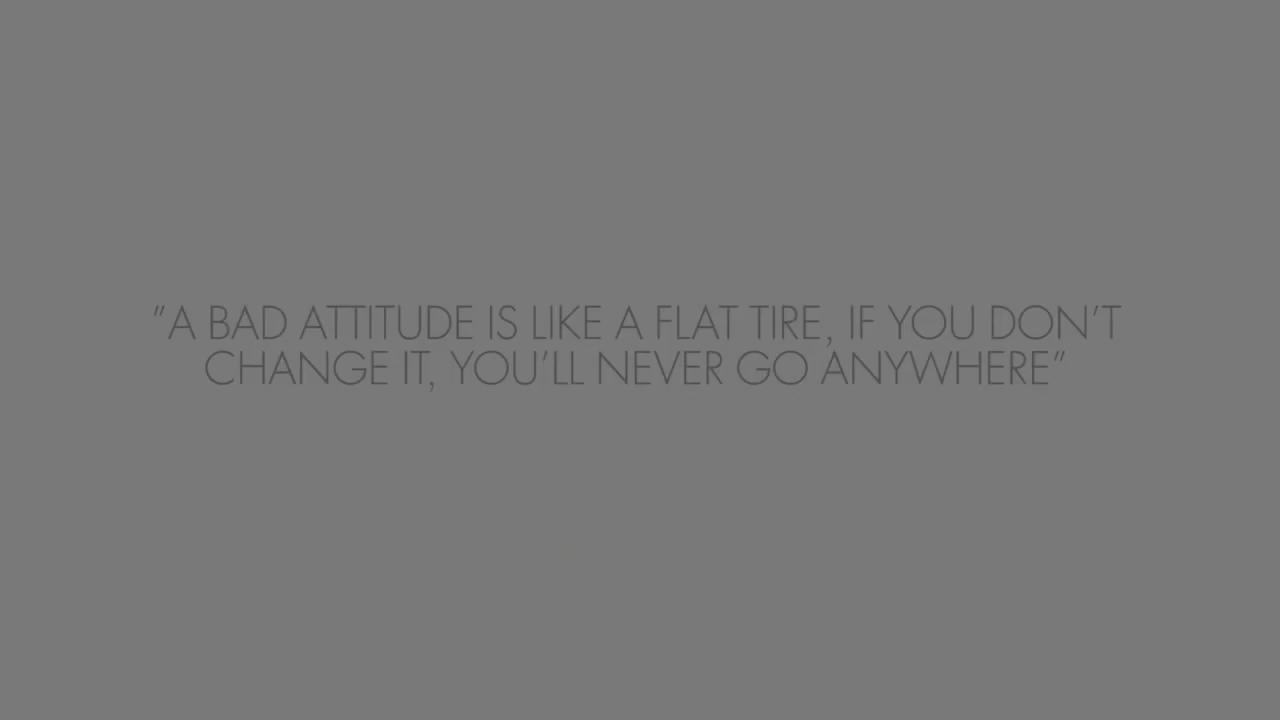 "A BAD ATTITUDE IS LIKE A FLAT TIRE, IF YOU DON'T
CHANGE IT, YOU'LL NEVER GO ANYWHERE"